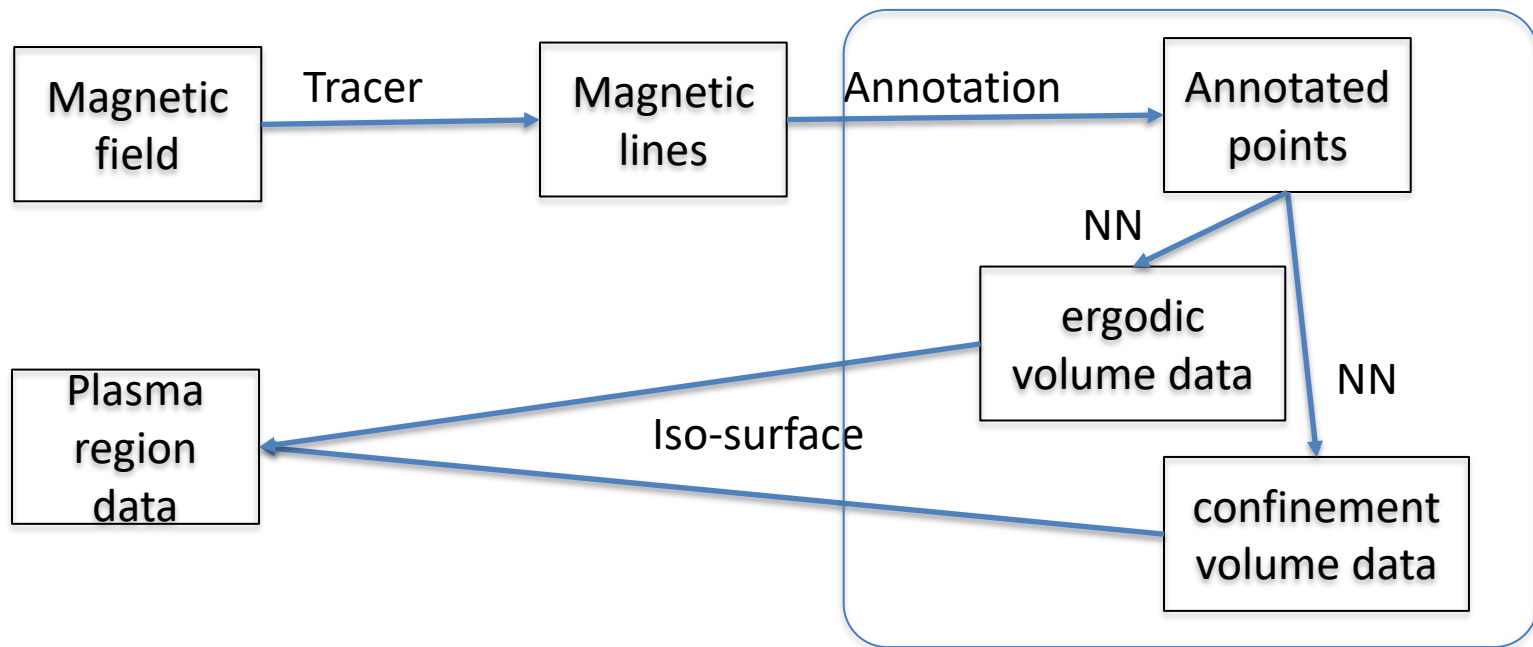 Magnetic
field
Tracer
Magnetic
lines
Annotation
Annotated
points
NN
ergodic
volume data
NN
Iso-surface
Plasma
region
data
confinement
volume data